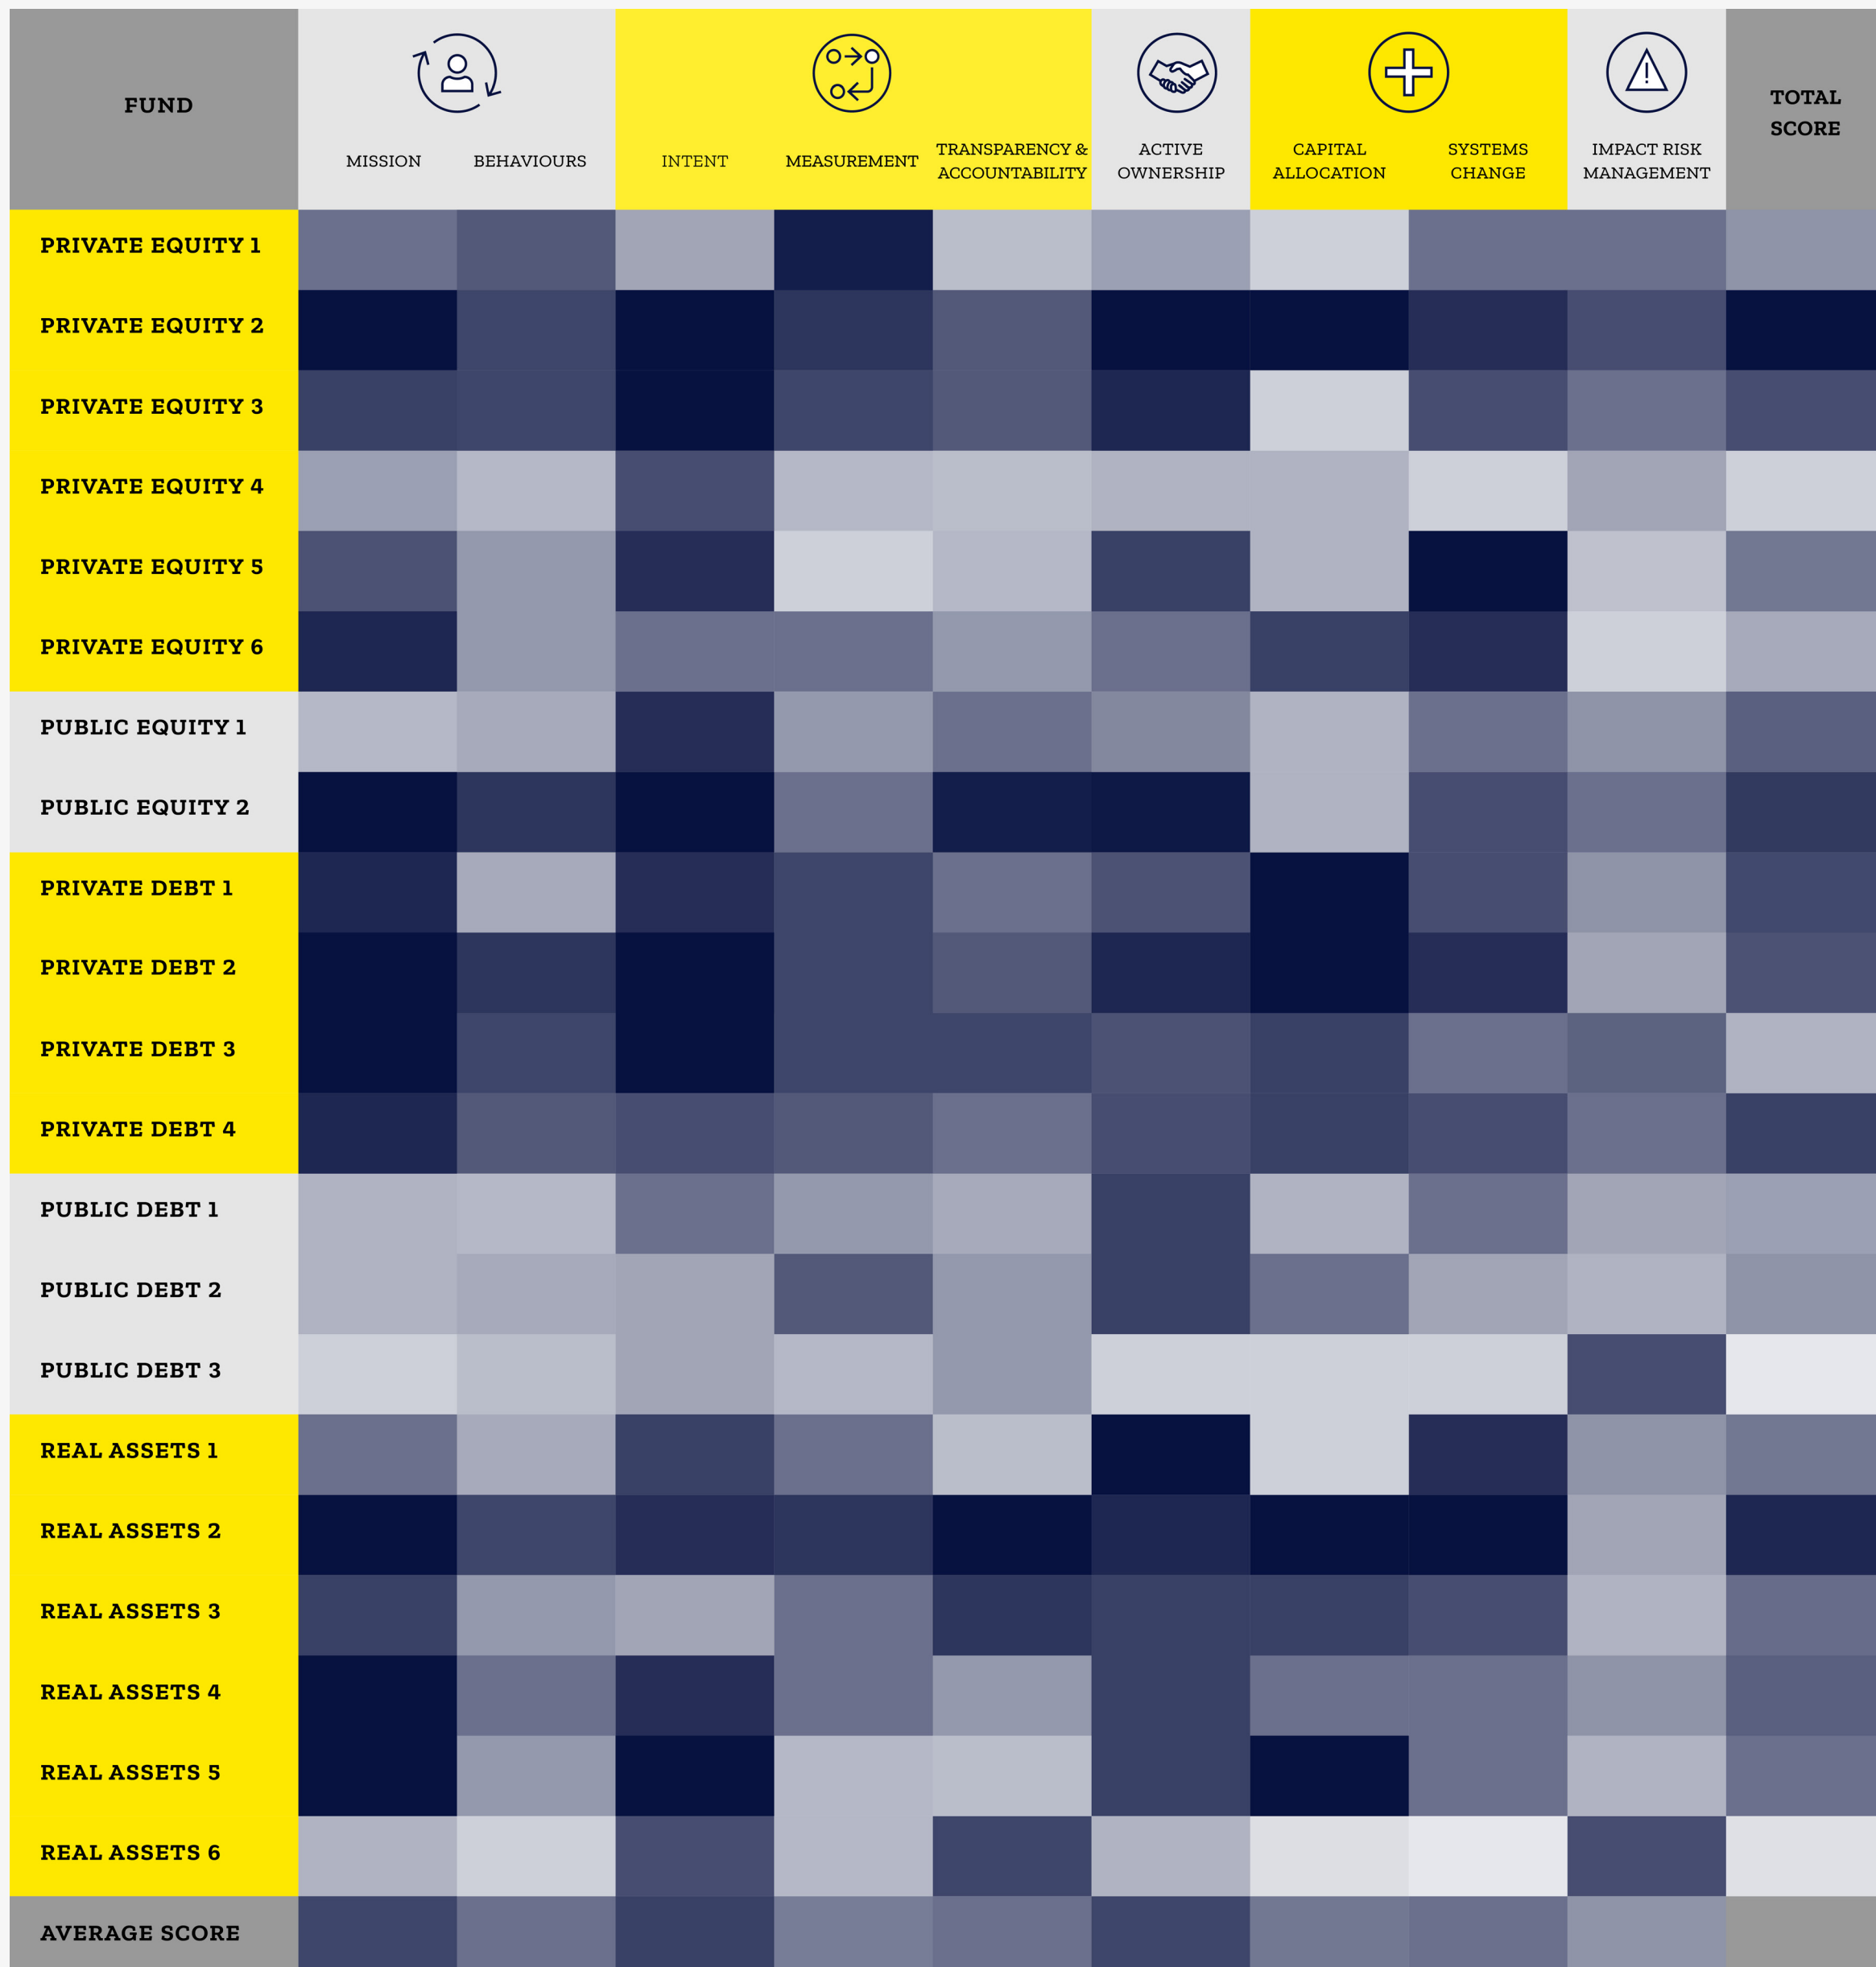 FUND
MISSION
BEHAVIOURS
INTENT
MEASUREMENT
TRANSPARENCY &
ACCOUNTABILITY
ACTIVE
OWNERSHIP
CAPITAL
ALLOCATION
SYSTEMS
CHANGE
IMPACT RISK
MANAGEMENT
TOTAL
SCORE
PRIVATE EQUITY 1
PRIVATE EQUITY 2
PRIVATE EQUITY 3
PRIVATE EQUITY 4
PRIVATE EQUITY 5
PRIVATE EQUITY 6
PUBLIC EQUITY 1
PUBLIC EQUITY 2
PRIVATE DEBT 1
PRIVATE DEBT 2
PRIVATE DEBT 3
PRIVATE DEBT 4
PUBLIC DEBT 1
PUBLIC DEBT 2
PUBLIC DEBT 3
REAL ASSETS 1
REAL ASSETS 2
REAL ASSETS 3
REAL ASSETS 4
REAL ASSETS 5
REAL ASSETS 6
AVERAGE SCORE